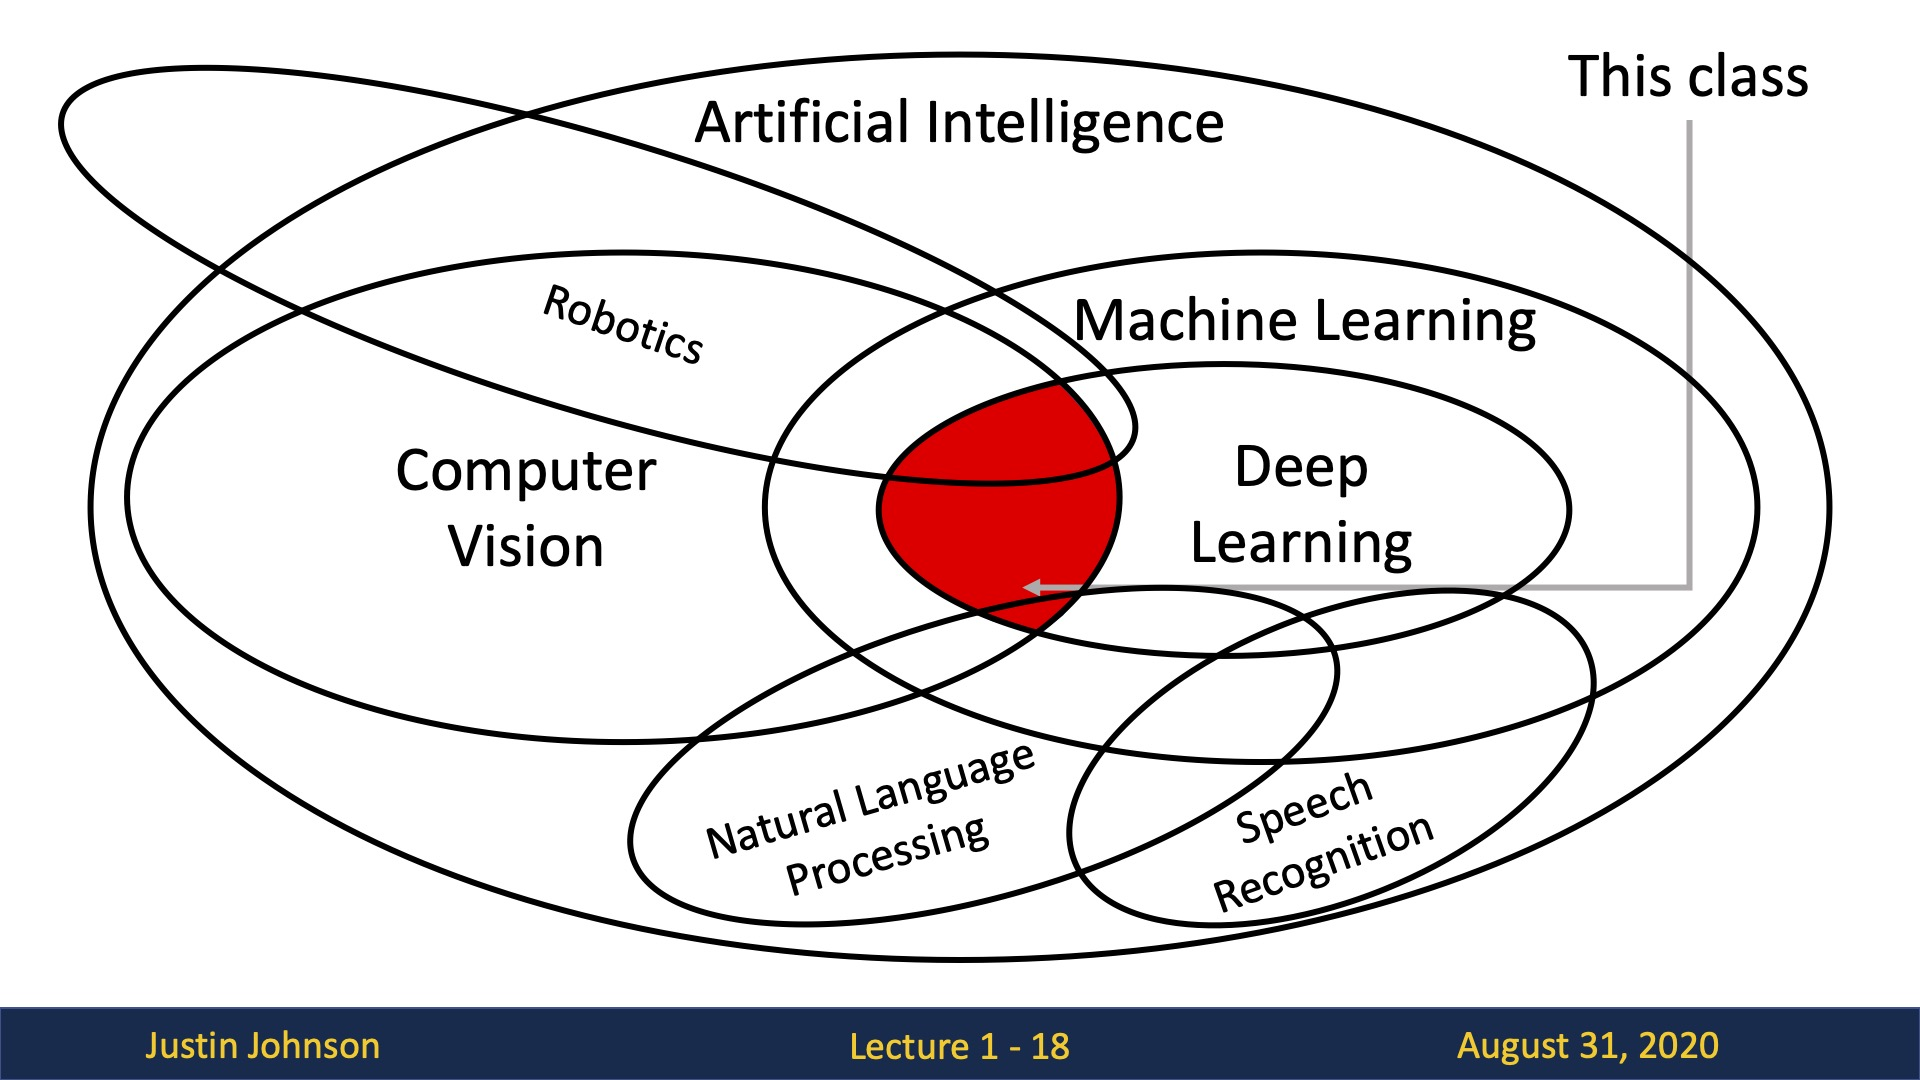 This class
Artificial Intelligence
Robotics
Machine Learning
Computer
Vision
Deep
Learning
Natural Language
Processing
Speech
Recognition
Justin Johnson
Lecture 1 - 18
August 31, 2020